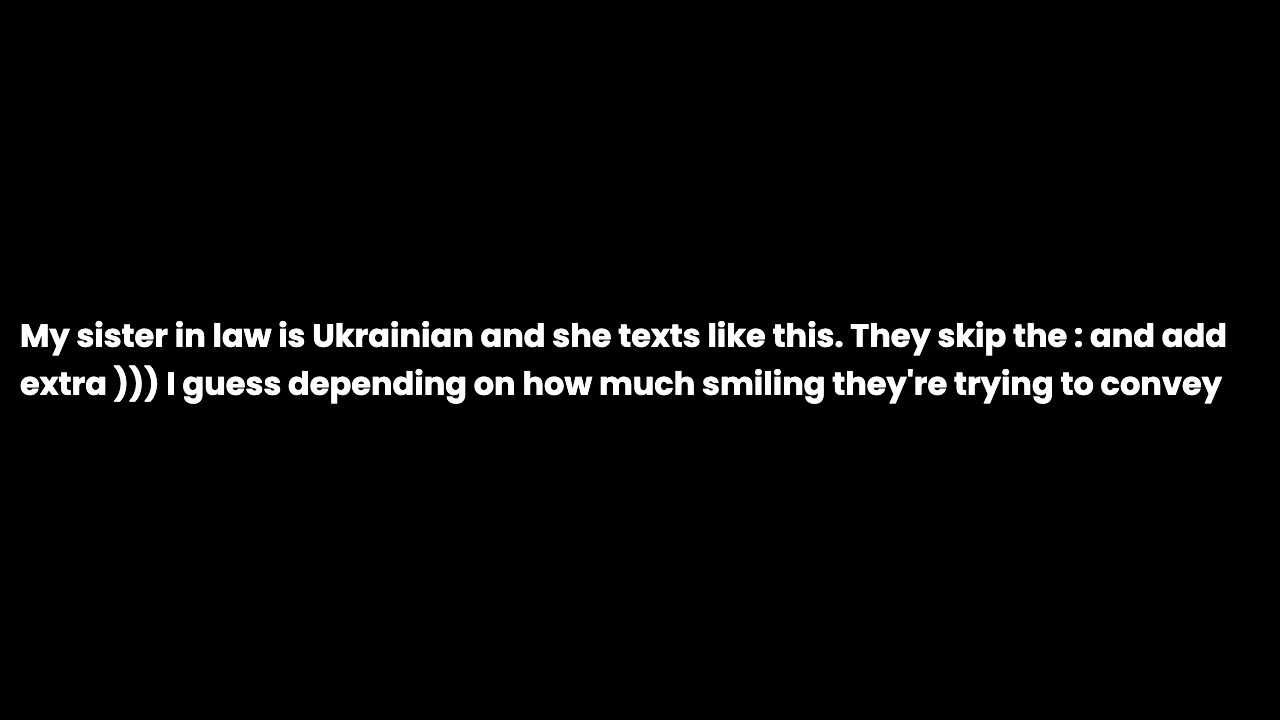 My sister in law is Ukrainian and she texts like this. They skip the : and add
extra ))) I guess depending on how much smiling they're trying to convey